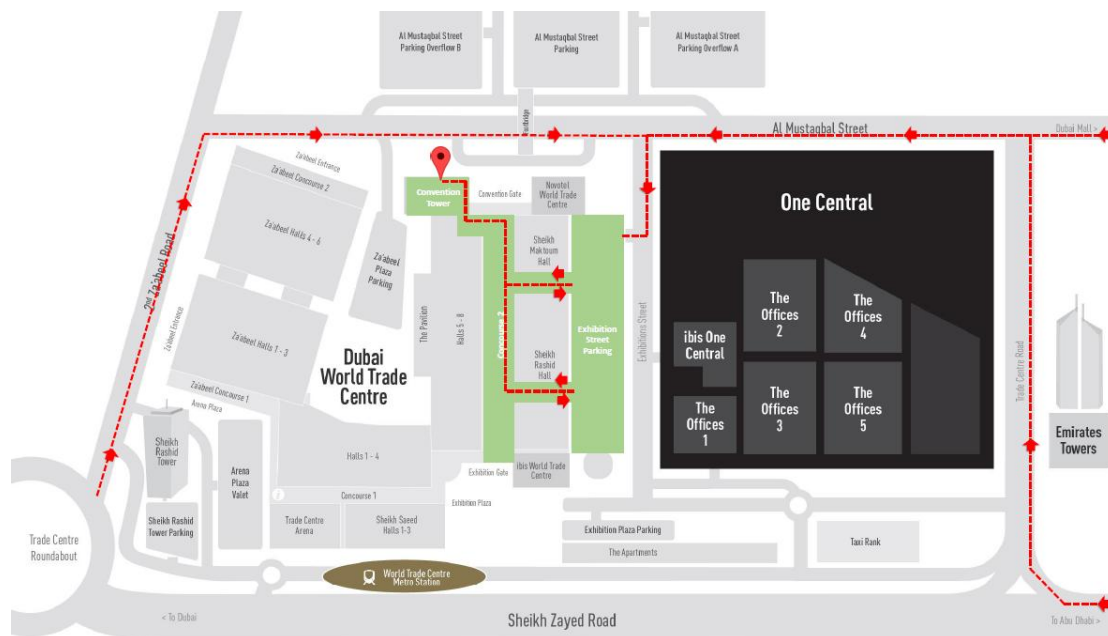 Al Mustaqbal Street
Parking Overflow B
Al Mustaqbal Street
Parking
Al Mustaqbal Street
Parking Overflow A
Al Mustaqbal Street
Dubai Mall >
Za'abeel Entrance
Za'abeel Concourse 2
Convention
Tower
Convention Gate
Novotel
World Trade
Centre
One Central
2nd Za'abeel Road
Za'abeel Halls 4 - 6
Za'abeel
Plaza
Parking
Sheikh
Maktoum
Hall
The
Offices
2
The
Offices
4
Za'abeel Entrance
Za'abeel Halls 1 - 3
The Pavilion
Halls 5 - 8
Concourse 2
Exhibition
Street
Parking
Exhibitions Street
ibis One
Central
Trade Centre Road
Dubai
World Trade
Centre
Sheikh
Rashid
Hall
Za'abeel Concourse 1
Arena Plaza
The
Offices
1
The
Offices
3
The
Offices
5
Emirates
Towers
Sheikh
Rashid
Tower
Arena
Plaza
Valet
Halls 1 - 4
Exhibition Gate
ibis World Trade
Centre
i
Concourse 1
Exhibition Plaza
Sheikh Rashid
Tower Parking
Trade Centre
Arena
Sheikh Saeed
Halls 1-3
Exhibition Plaza Parking
The Apartments
Taxi Rank
Trade Centre
Roundabout
World Trade Centre
Metro Station
< To Dubai
Sheikh Zayed Road
To Abu Dhabi >